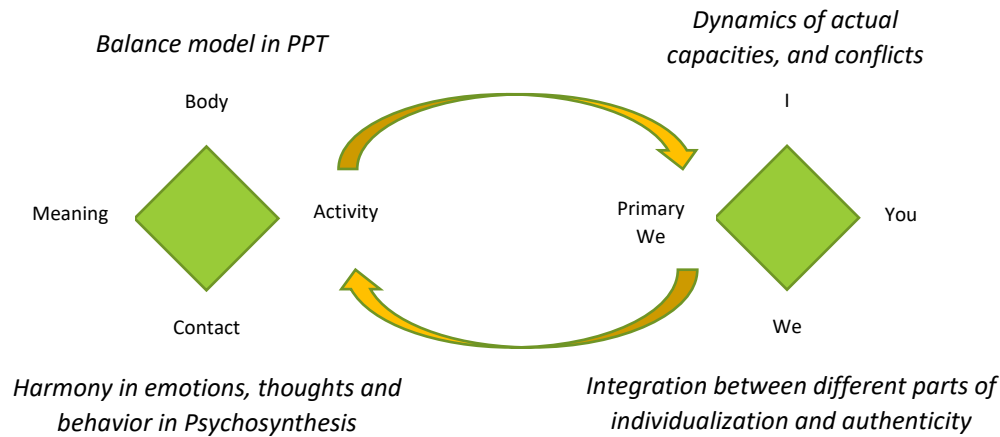 Balance model in PPT
Dynamics of actual
capacities, and conflicts
Body
Meaning
Activity
Contact
I
Primary
We
You
We
Harmony in emotions, thoughts and
behavior in Psychosynthesis
Integration between different parts of
individualization and authenticity